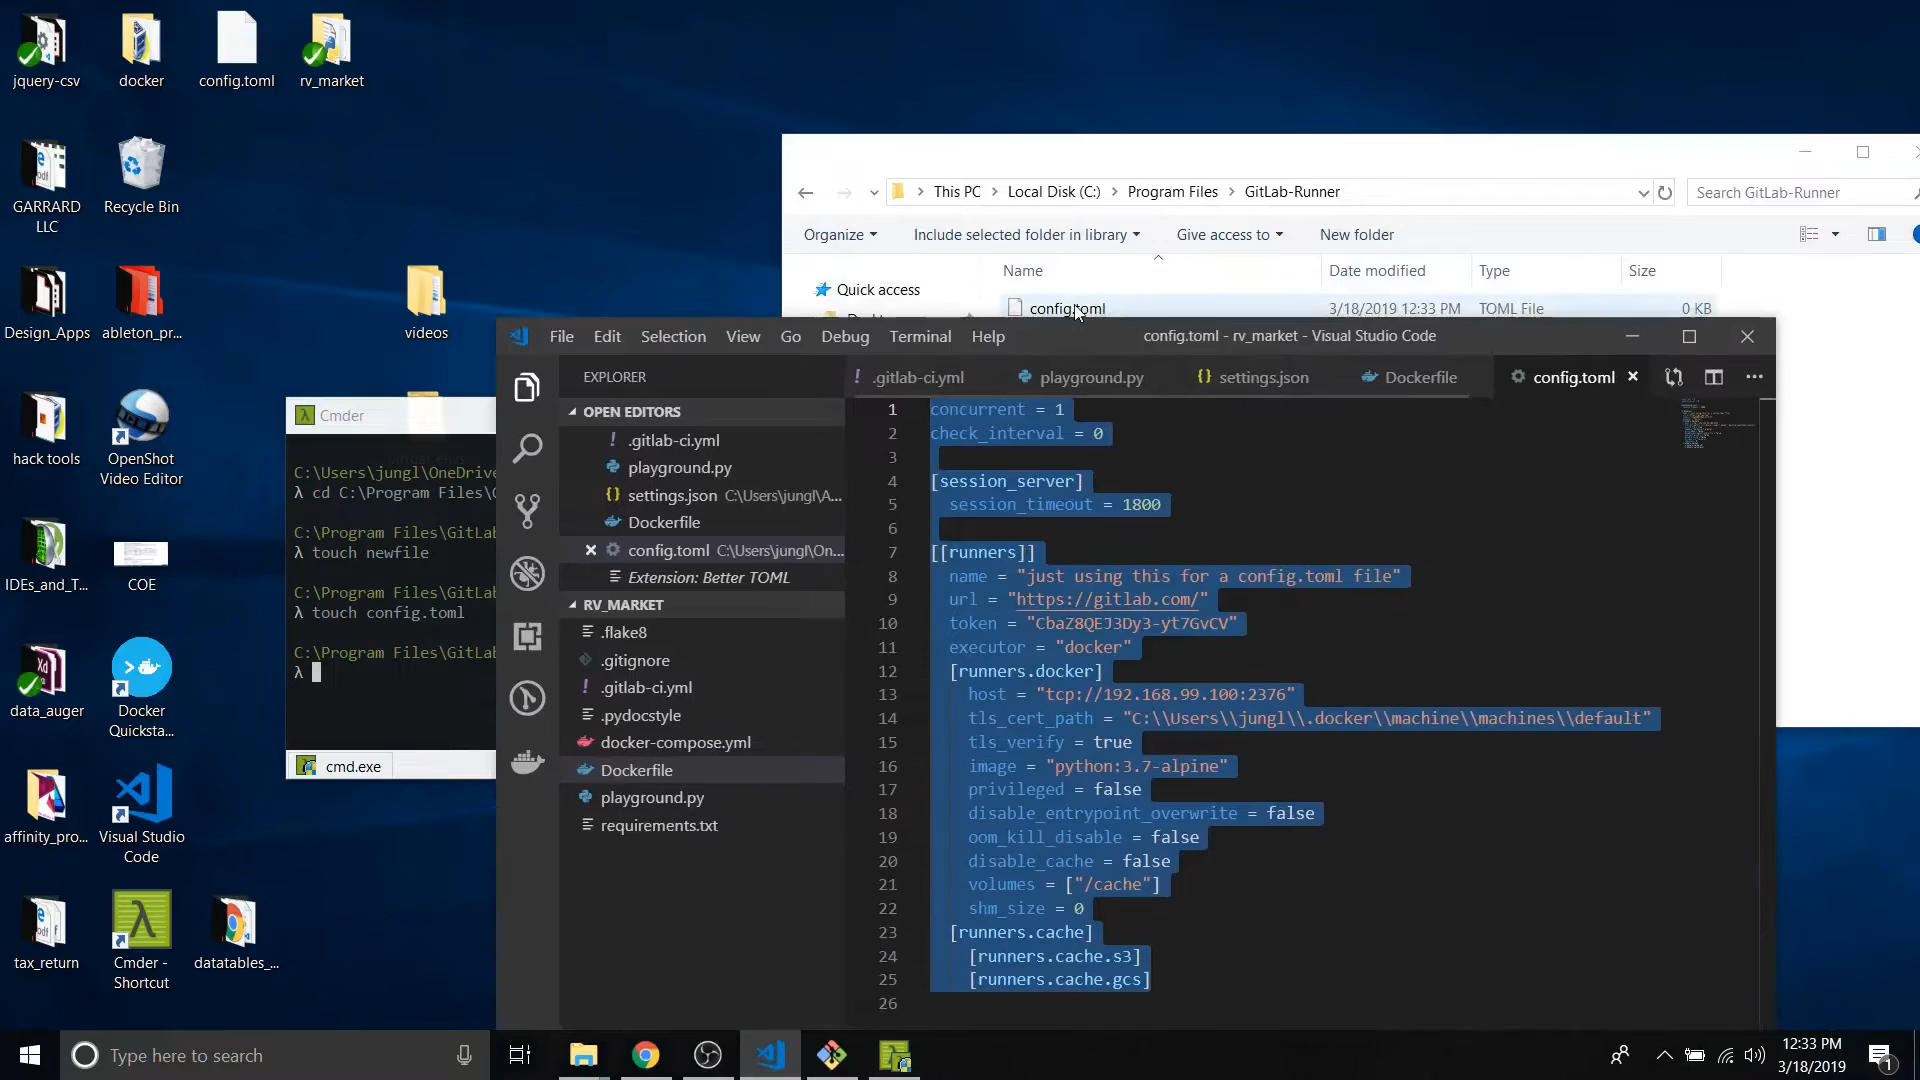 jquery-csv
docker
config.toml
rv_market
GARRARD
LLC
Recycle Bin
Design_Apps
ableton_pr...
videos
hack tools
OpenShot
Video Editor
IDEs_and_T...
COE
data_auger
Docker
Quicksta...
affinity_pro...
Visual Studio
Code
tax_return
Cmder -
Shortcut
datatables_...
This PC
Local Disk (C:)
Program Files
GitLab-Runner
Search GitLab-Runner
Organize
Include selected folder in library
Give access to
New folder
Name
Date modified
Type
Size
Quick access
config.toml
3/18/2019 12:33 PM
TOML File
0 KB
Cmder
C:\Users\jungl\OneDrive
λ cd C:\Program Files\
C:\Program Files\GitLab
λ touch newfile
C:\Program Files\GitLab
λ touch config.toml
C:\Program Files\GitLab
λ
cmd.exe
File
Edit
Selection
View
Go
Debug
Terminal
Help
config.toml - rv_market - Visual Studio Code
EXPLORER
.gitlab-ci.yml
playground.py
settings.json
Dockerfile
config.toml
OPEN EDITORS
.gitlab-ci.yml
playground.py
settings.json C:\Users\jungl\A...
Dockerfile
config.toml C:\Users\jungl\On...
Extension: Better TOML
RV_MARKET
.flake8
.gitignore
.gitlab-ci.yml
.pydocstyle
docker-compose.yml
Dockerfile
playground.py
requirements.txt
1 concurrent = 1
2 check_interval = 0
3
4 [session_server]
5 session_timeout = 1800
6
7 [[runners]]
8 name = "just using this for a config.toml file"
9 url = "https://gitlab.com/"
10 token = "CbaZ8QEJ3Dy3-yt7GvCV"
11 executor = "docker"
12 [runners.docker]
13 host = "tcp://192.168.99.100:2376"
14 tls_cert_path = "C:\\Users\\jungl\\.docker\\machine\\machines\\default"
15 tls_verify = true
16 image = "python:3.7-alpine"
17 privileged = false
18 disable_entrypoint_overwrite = false
19 oom_kill_disable = false
20 disable_cache = false
21 volumes = ["/cache"]
22 shm_size = 0
23 [runners.cache]
24 [runners.cache.s3]
25 [runners.cache.gcs]
26
Type here to search
12:33 PM
3/18/2019
1